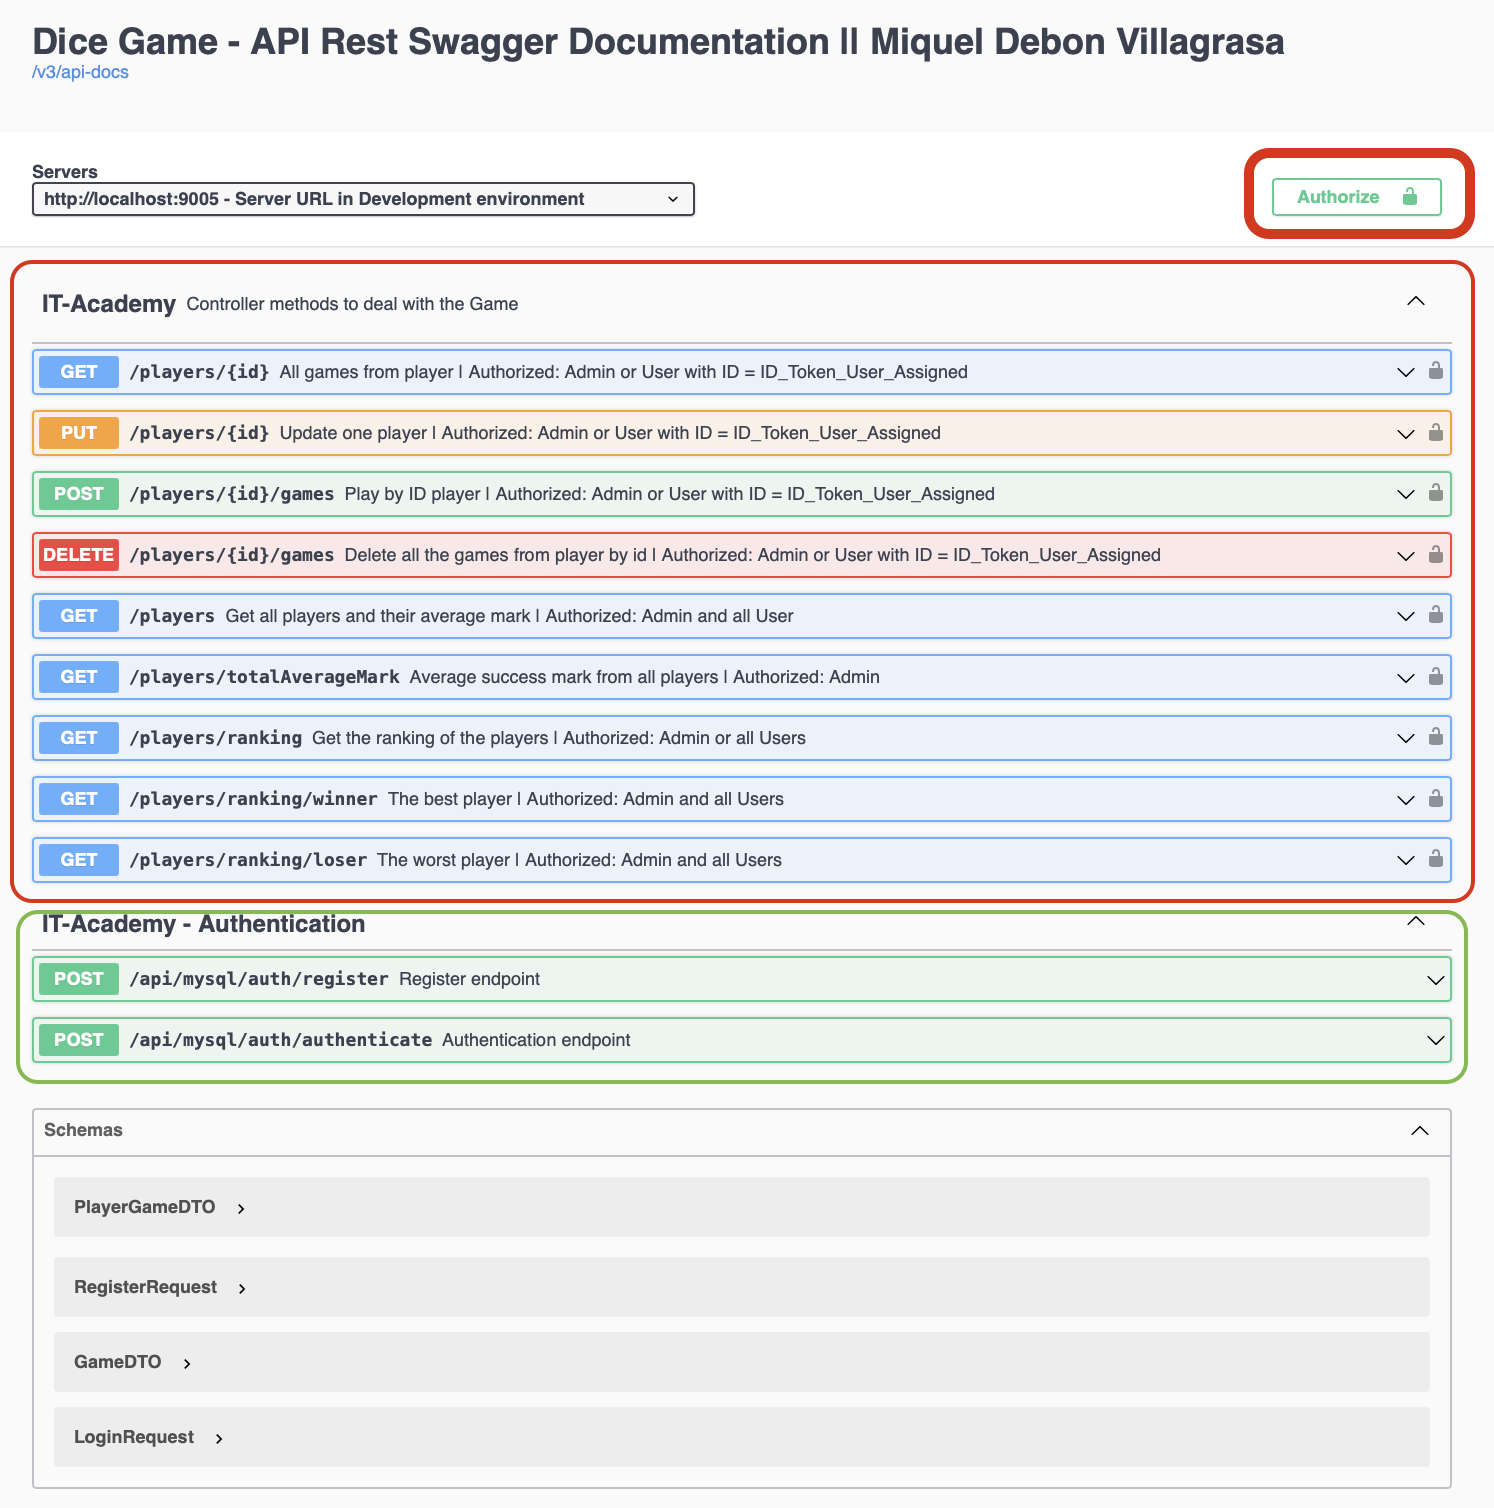 Dice Game - API Rest Swagger Documentation || Miquel Debon Villagrasa
/v3/api-docs
Servers
http://localhost:9005 - Server URL in Development environment
Authorize
IT-Academy Controller methods to deal with the Game
GET /players/{id} All games from player | Authorized: Admin or User with ID = ID_Token_User_Assigned
PUT /players/{id} Update one player | Authorized: Admin or User with ID = ID_Token_User_Assigned
POST /players/{id}/games Play by ID player | Authorized: Admin or User with ID = ID_Token_User_Assigned
DELETE /players/{id}/games Delete all the games from player by id | Authorized: Admin or User with ID = ID_Token_User_Assigned
GET /players Get all players and their average mark | Authorized: Admin and all User
GET /players/totalAverageMark Average success mark from all players | Authorized: Admin
GET /players/ranking Get the ranking of the players | Authorized: Admin or all Users
GET /players/ranking/winner The best player | Authorized: Admin and all Users
GET /players/ranking/loser The worst player | Authorized: Admin and all Users
IT-Academy - Authentication
POST /api/mysql/auth/register Register endpoint
POST /api/mysql/auth/authenticate Authentication endpoint
Schemas
PlayerGameDTO
RegisterRequest
GameDTO
LoginRequest